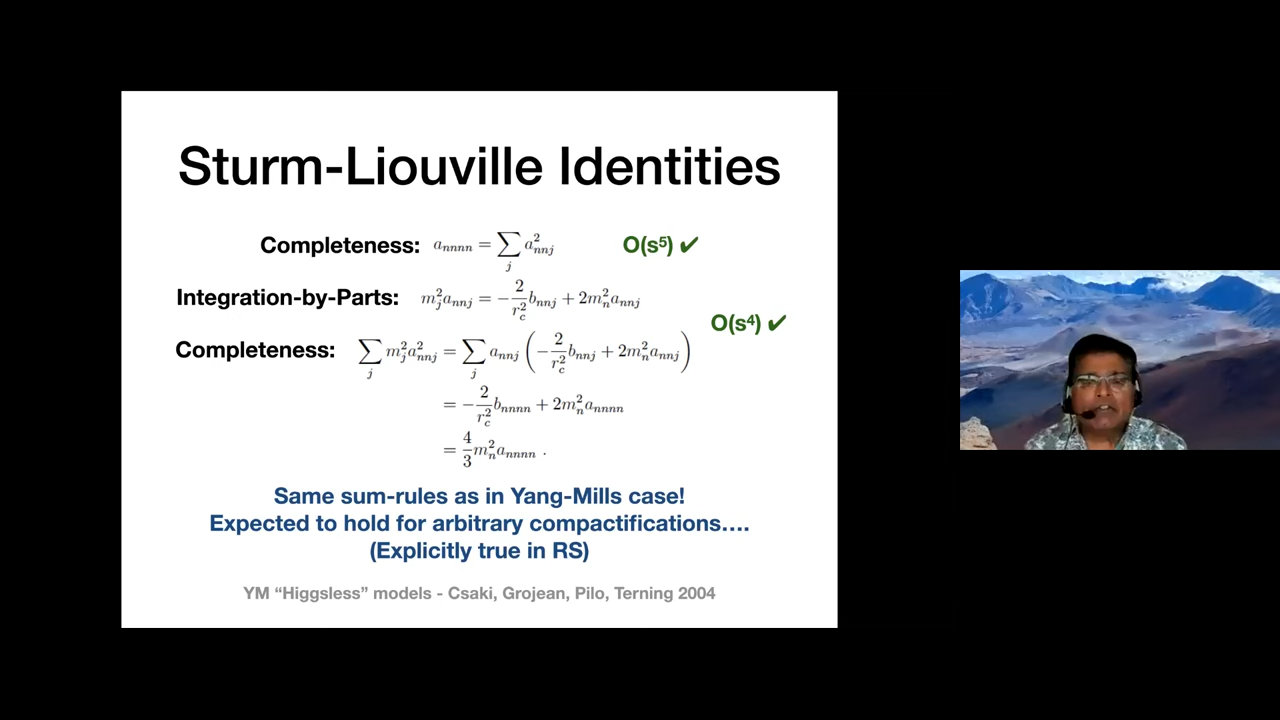 Sturm-Liouville Identities
Completeness: $a_{nnnn} = \sum_j a_{nnj}^2$ O(s⁵) ✔
Integration-by-Parts: $m_j^2 a_{nnj} = -\frac{2}{r_c^2} b_{nnj} + 2m_n^2 a_{nnj}$
O(s⁴) ✔
Completeness: $\sum_j m_j^2 a_{nnj}^2 = \sum_j a_{nnj} \left( -\frac{2}{r_c^2} b_{nnj} + 2m_n^2 a_{nnj} \right)$
$= -\frac{2}{r_c^2} b_{nnnn} + 2m_n^2 a_{nnnn}$
$= \frac{4}{3} m_n^2 a_{nnnn} \ .$
Same sum-rules as in Yang-Mills case!
Expected to hold for arbitrary compactifications….
(Explicitly true in RS)
YM “Higgsless” models - Csaki, Grojean, Pilo, Terning 2004